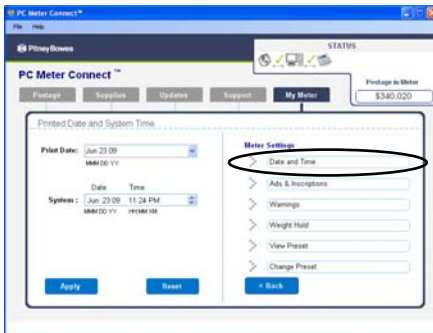 PC Meter Connect™
File Help
Pitney Bowes
STATUS
PC Meter Connect ™
Postage in Meter
$340.020
Postage Supplies Updates Support My Meter
Printed Date and System Time
Print Date: Jun 23 09
MMM DD YY
Date Time
System : Jun 23 09 11:24 PM
MMM DD YY HH:MM XM
Apply Reset
Meter Settings
Date and Time
Ads & Inscriptions
Warnings
Weight Hold
View Preset
Change Preset
< Back